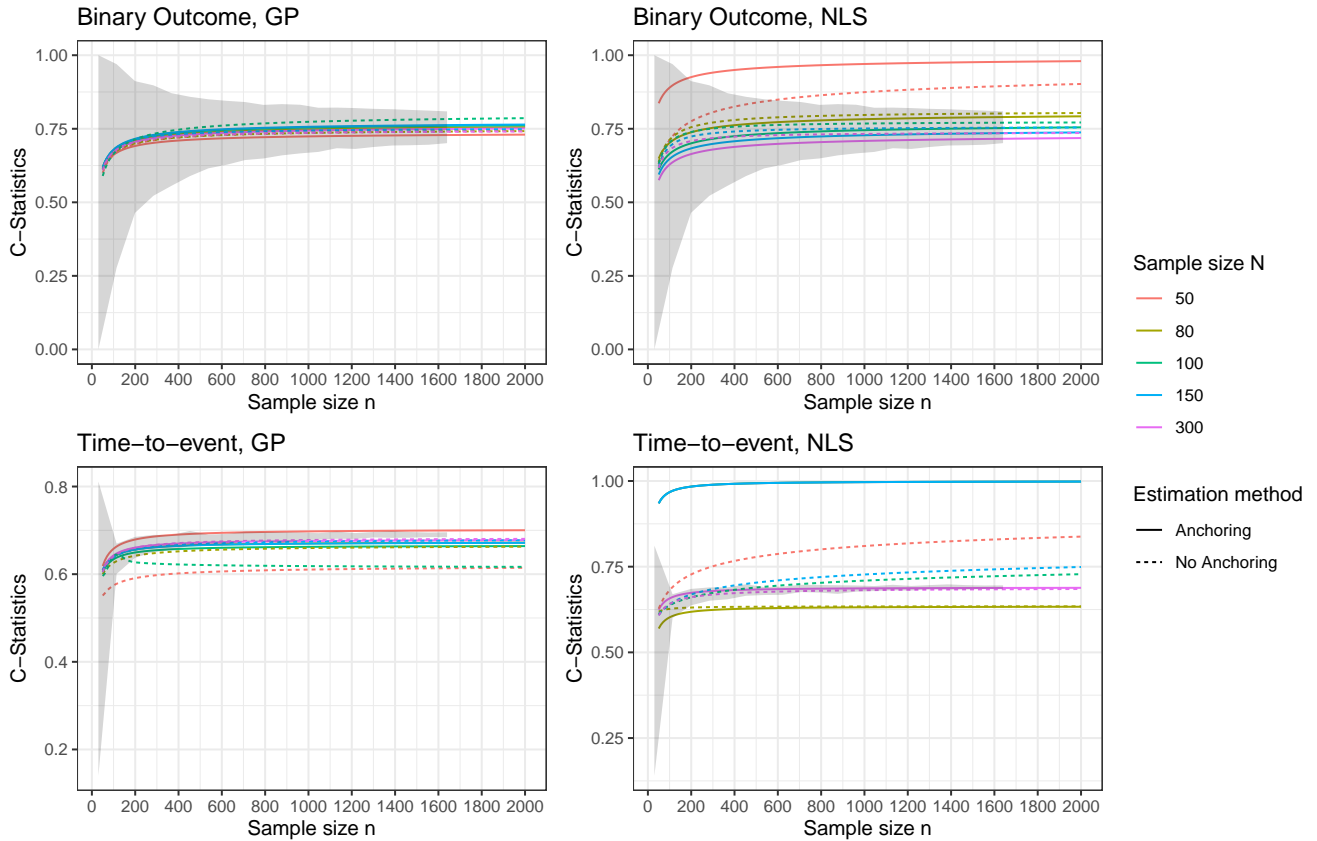 Binary Outcome, GP
C−Statistics
1.00
0.75
0.50
0.25
0.00
0 200 400 600 800 1000 1200 1400 1600 1800 2000
Sample size n
Binary Outcome, NLS
C−Statistics
1.00
0.75
0.50
0.25
0.00
0 200 400 600 800 1000 1200 1400 1600 1800 2000
Sample size n
Time−to−event, GP
C−Statistics
0.8
0.6
0.4
0.2
0 200 400 600 800 1000 1200 1400 1600 1800 2000
Sample size n
Time−to−event, NLS
C−Statistics
1.00
0.75
0.50
0.25
0 200 400 600 800 1000 1200 1400 1600 1800 2000
Sample size n
Sample size N
50
80
100
150
300
Estimation method
Anchoring
No Anchoring